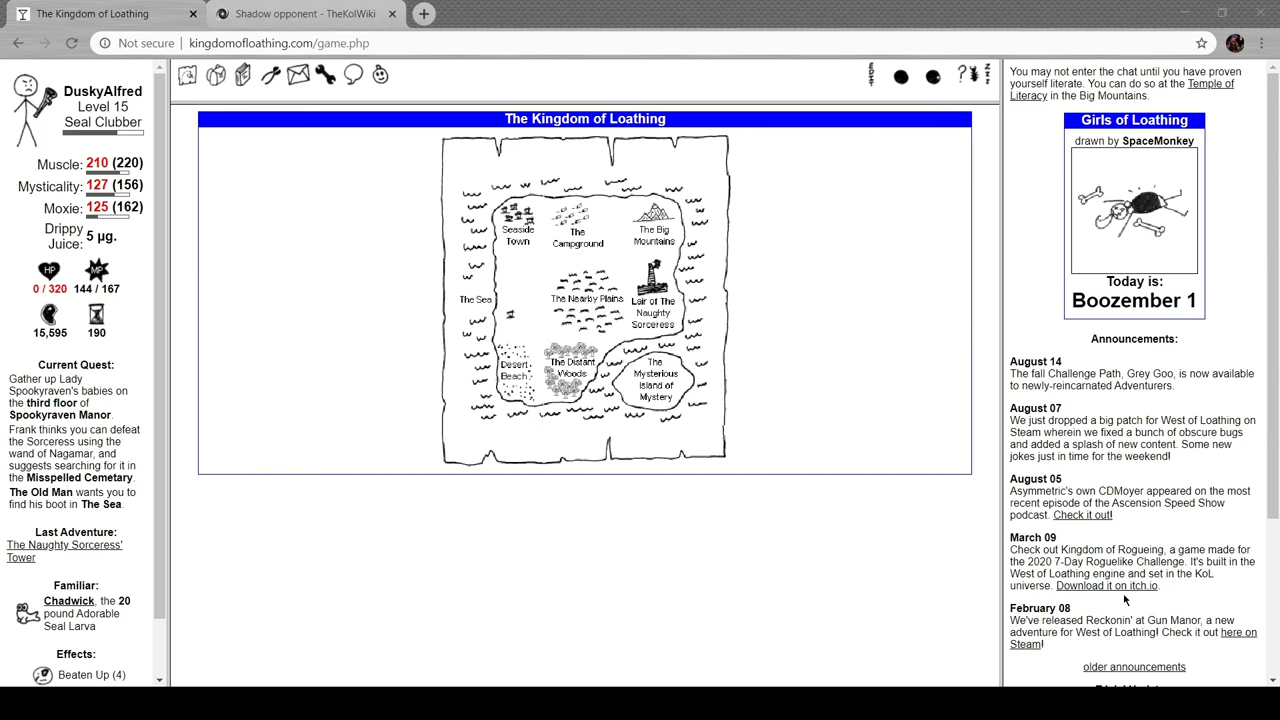 The Kingdom of Loathing
Shadow opponent - TheKolWiki
Not secure | kingdomofloathing.com/game.php
DuskyAlfred
Level 15
Seal Clubber
Muscle: 210 (220)
Mysticality: 127 (156)
Moxie: 125 (162)
Drippy
Juice: 5 µg.
HP
MP
0 / 320 144 / 167
15,595 190
Current Quest:
Gather up Lady
Spookyraven's babies on
the third floor of
Spookyraven Manor.
Frank thinks you can defeat
the Sorceress using the
wand of Nagamar, and
suggests searching for it in
the Misspelled Cemetary.
The Old Man wants you to
find his boot in The Sea.
Last Adventure:
The Naughty Sorceress'
Tower
Familiar:
Chadwick, the 20
pound Adorable
Seal Larva
Effects:
Beaten Up (4)
The Kingdom of Loathing
Seaside
Town
The
Campground
The Big
Mountains
The Sea
The Nearby Plains
Lair of The
Naughty
Sorceress
Desert
Beach
The Distant
Woods
The
Mysterious
Island of
Mystery
You may not enter the chat until you have proven
yourself literate. You can do so at the Temple of
Literacy in the Big Mountains.
Girls of Loathing
drawn by SpaceMonkey
Today is:
Boozember 1
Announcements:
August 14
The fall Challenge Path, Grey Goo, is now available
to newly-reincarnated Adventurers.
August 07
We just dropped a big patch for West of Loathing on
Steam wherein we fixed a bunch of obscure bugs
and added a splash of new content. Some new
jokes just in time for the weekend!
August 05
Asymmetric's own CDMoyer appeared on the most
recent episode of the Ascension Speed Show
podcast. Check it out!
March 09
Check out Kingdom of Rogueing, a game made for
the 2020 7-Day Roguelike Challenge. It's built in the
West of Loathing engine and set in the KoL
universe. Download it on itch.io.
February 08
We've released Reckonin' at Gun Manor, a new
adventure for West of Loathing! Check it out here on
Steam!
older announcements